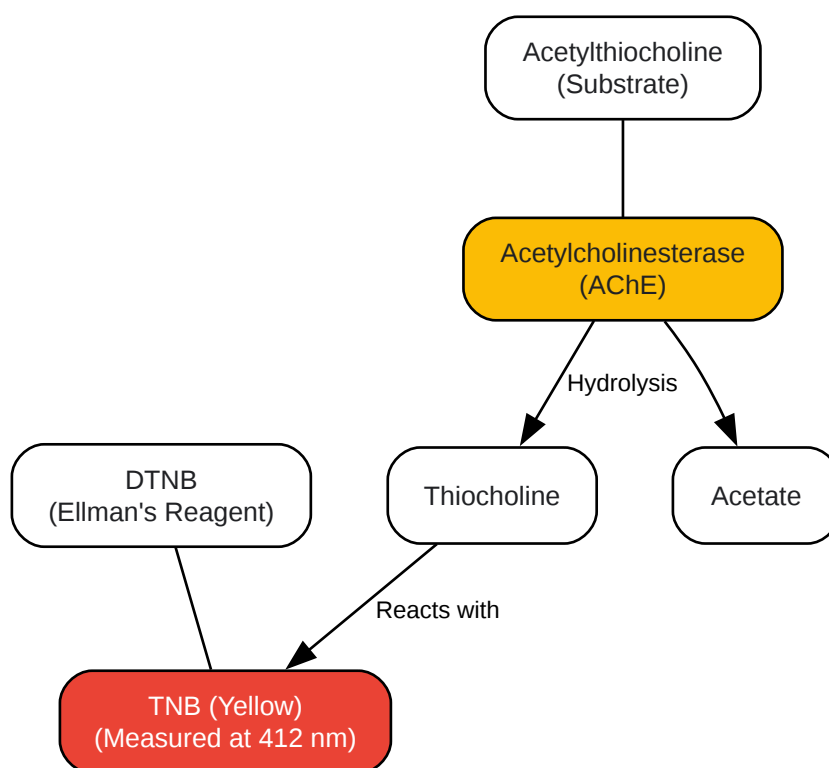 Acetylthiocholine
(Substrate)
Acetylcholinesterase
(AChE)
Hydrolysis
DTNB
(Ellman's Reagent)
Thiocholine
Acetate
Reacts with
TNB (Yellow)
(Measured at 412 nm)